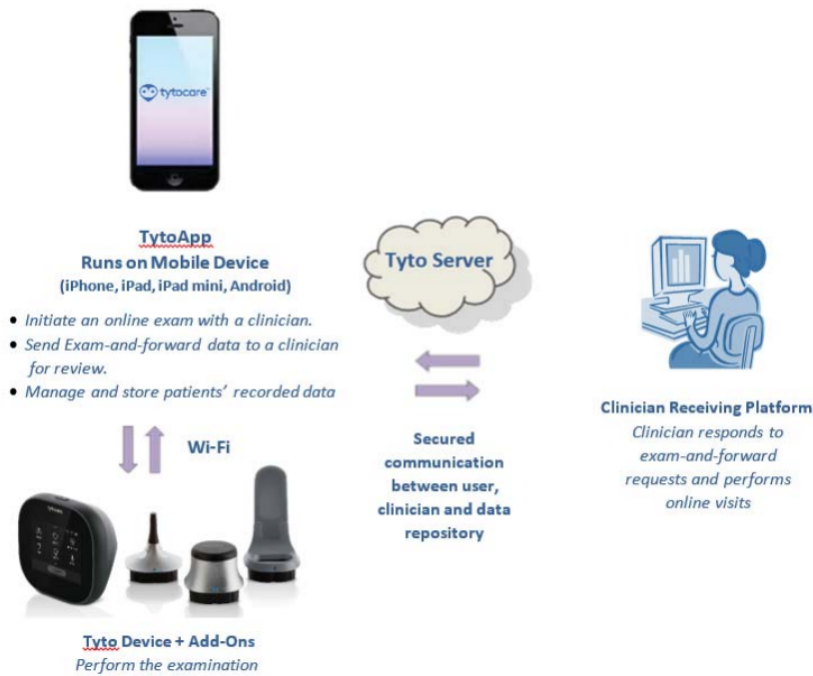 tytocare
TytoApp
Runs on Mobile Device
(iPhone, iPad, iPad mini, Android)
• Initiate an online exam with a clinician.
• Send Exam-and-forward data to a clinician
for review.
• Manage and store patients' recorded data
Wi-Fi
Tyto Device + Add-Ons
Perform the examination
Tyto Server
Secured
communication
between user,
clinician and data
repository
Clinician Receiving Platform
Clinician responds to
exam-and-forward
requests and performs
online visits